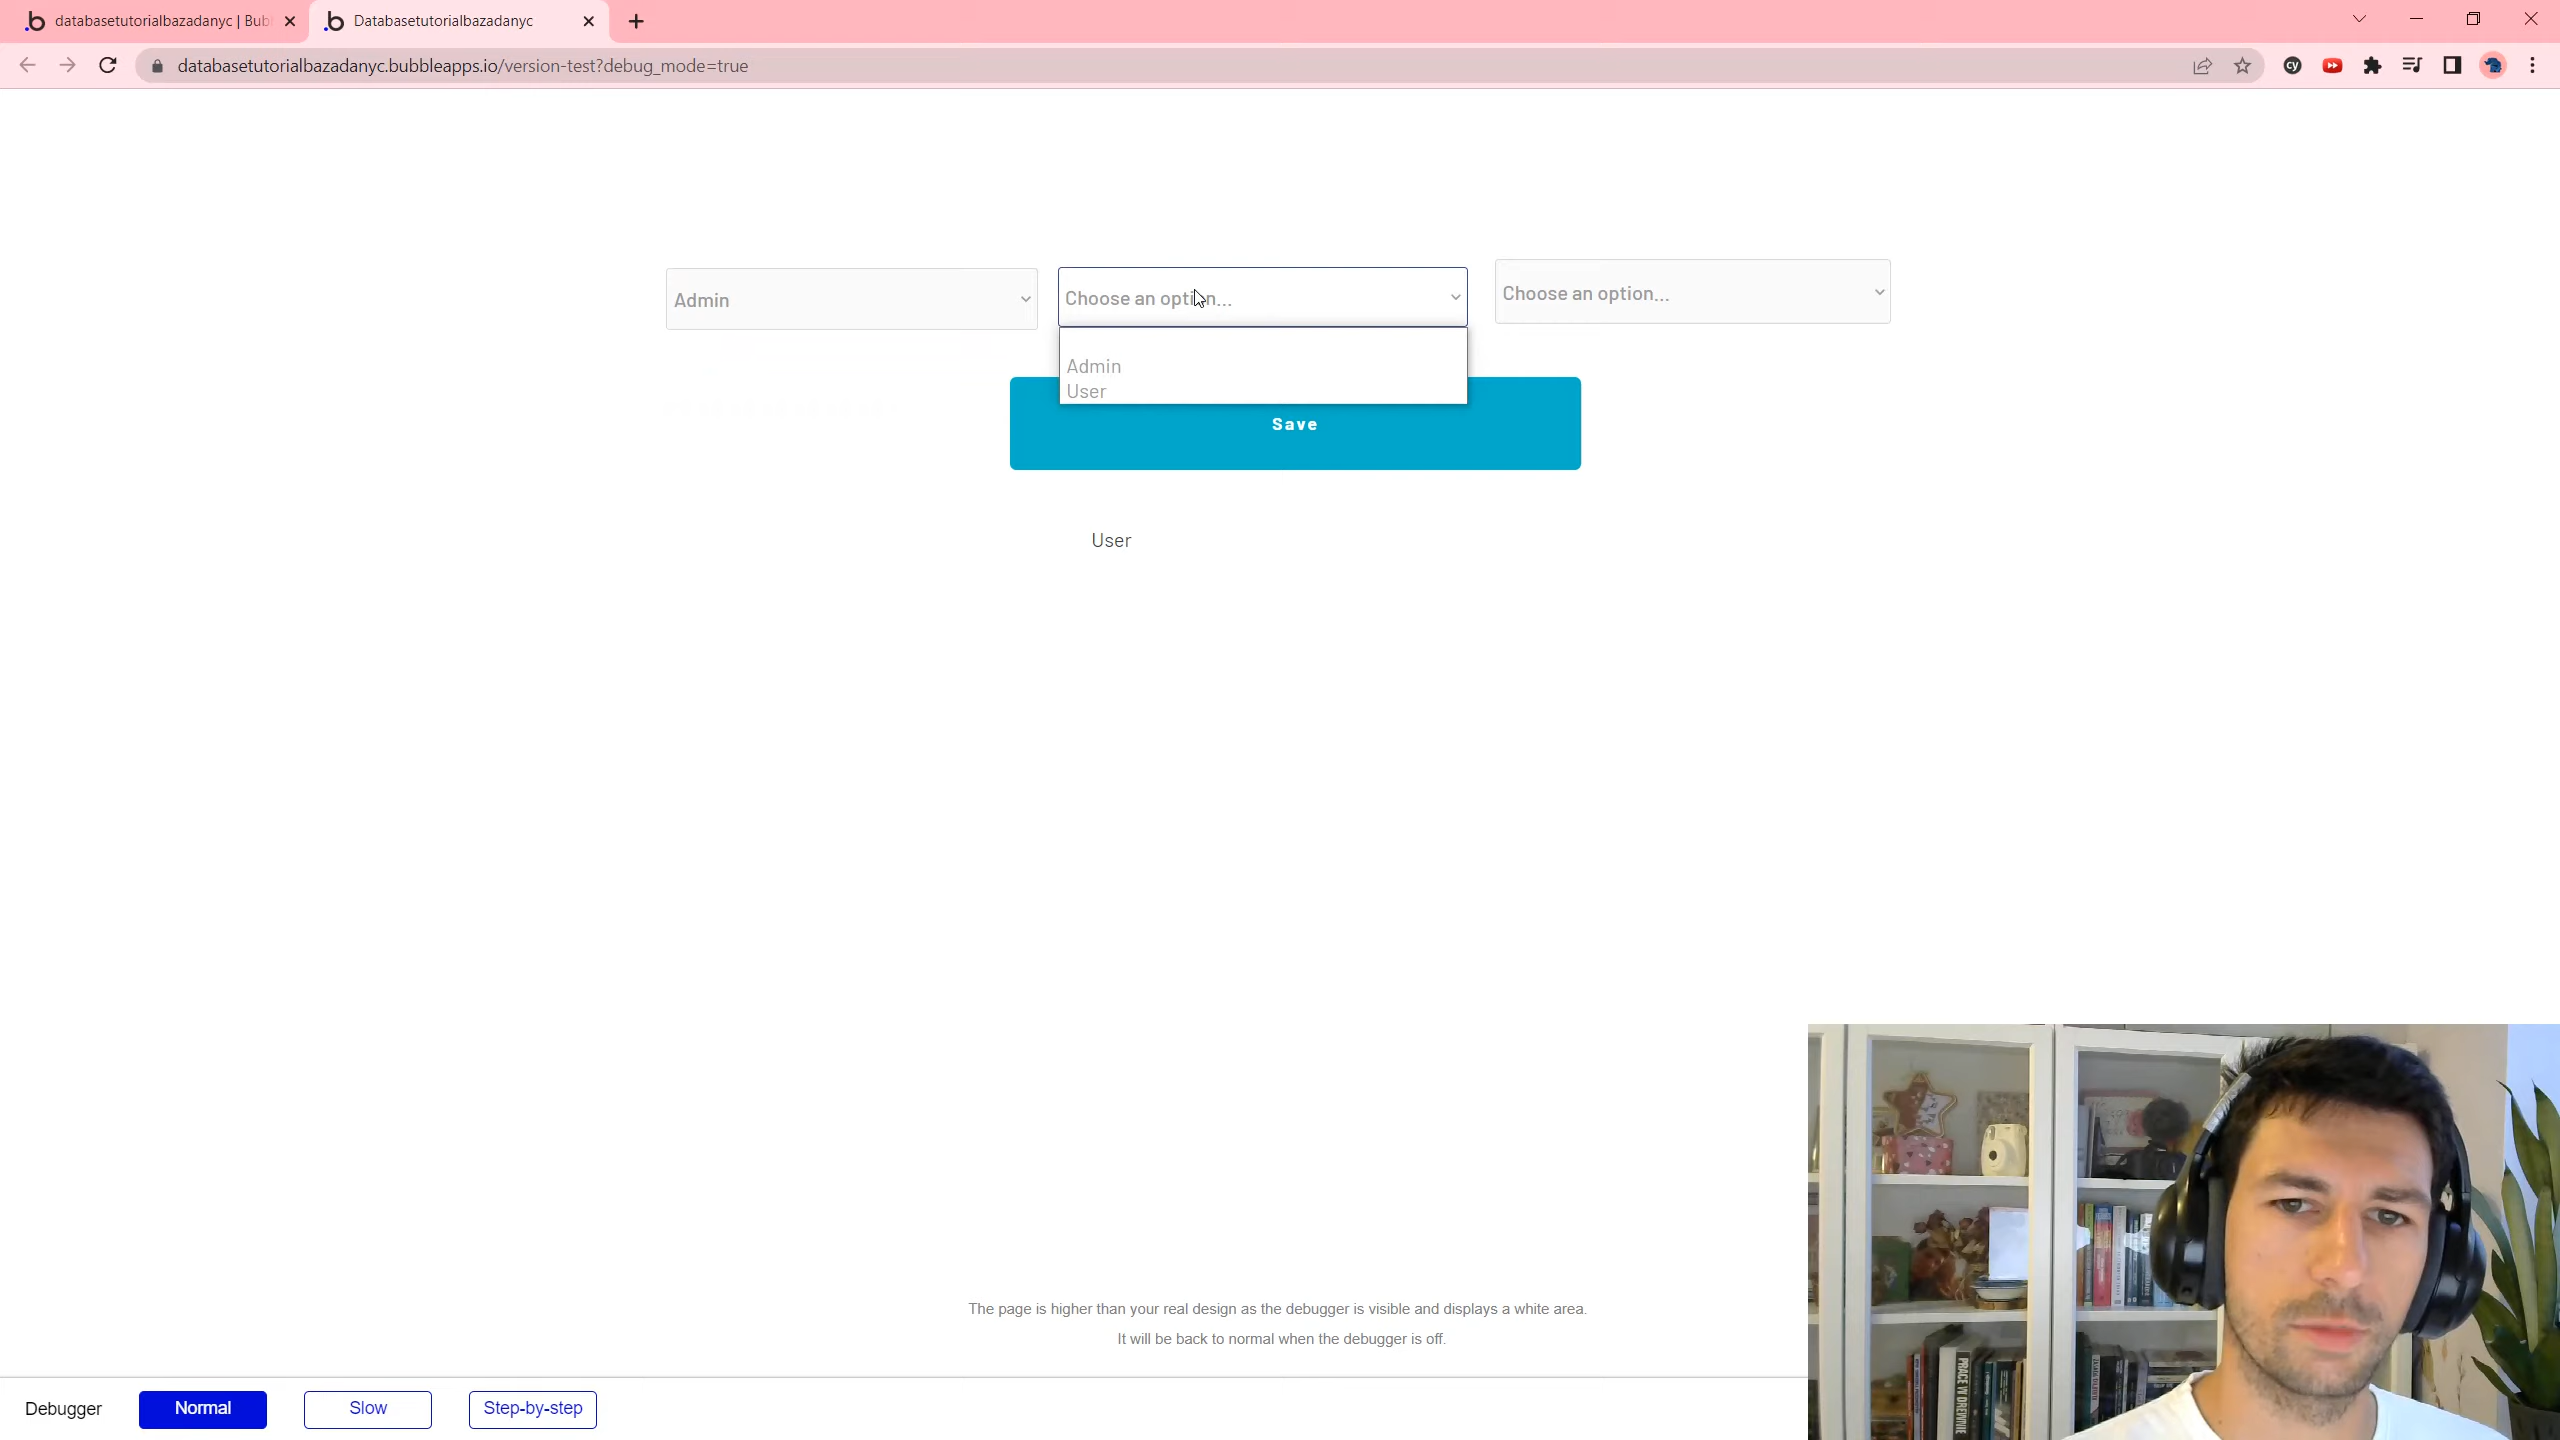 databasetutorialbazadanyc | Bub
Databasetutorialbazadanyc
databasetutorialbazadanyc.bubbleapps.io/version-test?debug_mode=true
Admin
Choose an option...
Choose an option...
Admin
User
Save
User
The page is higher than your real design as the debugger is visible and displays a white area.
It will be back to normal when the debugger is off.
Debugger
Normal
Slow
Step-by-step
PRACE W DREWNIE